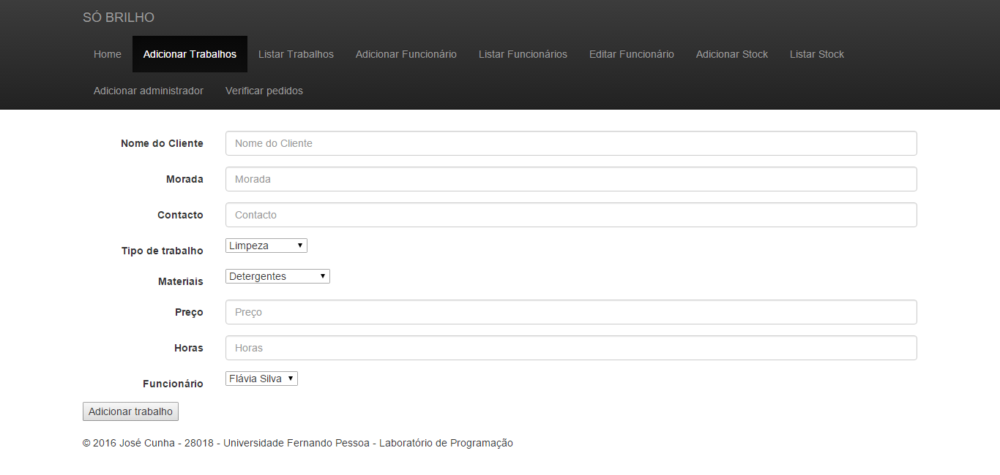 SÓ BRILHO
Home Adicionar Trabalhos Listar Trabalhos Adicionar Funcionário Listar Funcionários Editar Funcionário Adicionar Stock Listar Stock
Adicionar administrador Verificar pedidos
Nome do Cliente Nome do Cliente
Morada Morada
Contacto Contacto
Tipo de trabalho Limpeza
Materiais Detergentes
Preço Preço
Horas Horas
Funcionário Flávia Silva
Adicionar trabalho
© 2016 José Cunha - 28018 - Universidade Fernando Pessoa - Laboratório de Programação